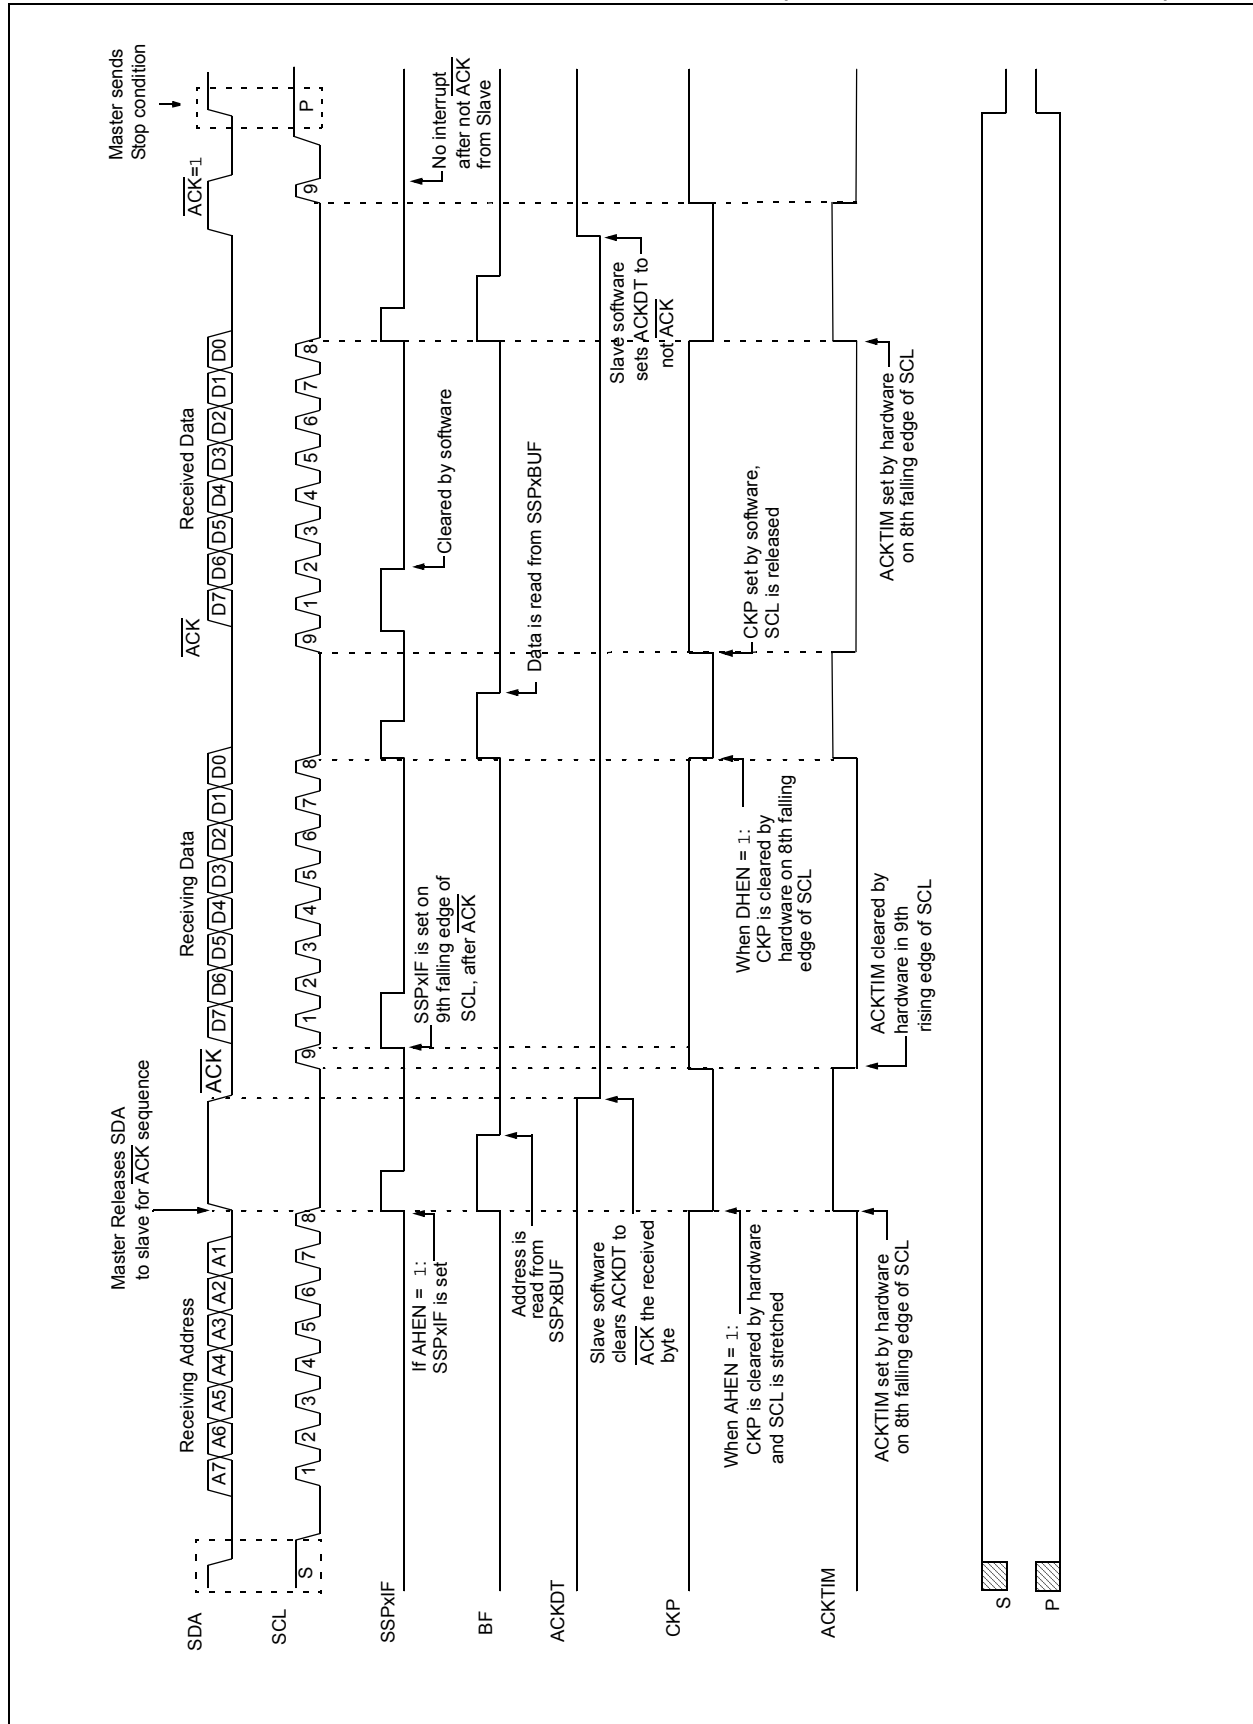 Master Releases SDA
to slave for ACK sequence
Master sends
Stop condition
Receiving Address
ACK
Receiving Data
ACK
Received Data
ACK=1
SDA
A7 A6 A5 A4 A3 A2 A1
D7 D6 D5 D4 D3 D2 D1 D0
D7 D6 D5 D4 D3 D2 D1 D0
SCL
S
1 2 3 4 5 6 7 8
9 1 2 3 4 5 6 7 8
9 1 2 3 4 5 6 7 8
9
P
SSPxIF
If AHEN = 1:
SSPxIF is set
SSPxIF is set on
9th falling edge of
SCL, after ACK
Cleared by software
No interrupt
after not ACK
from Slave
BF
Address is
read from
SSPxBUF
Data is read from SSPxBUF
ACKDT
Slave software
clears ACKDT to
ACK the received
byte
Slave software
sets ACKDT to
not ACK
CKP
When AHEN = 1:
CKP is cleared by hardware
and SCL is stretched
When DHEN = 1:
CKP is cleared by
hardware on 8th falling
edge of SCL
CKP set by software,
SCL is released
ACKTIM
ACKTIM set by hardware
on 8th falling edge of SCL
ACKTIM cleared by
hardware in 9th
rising edge of SCL
ACKTIM set by hardware
on 8th falling edge of SCL
S
P